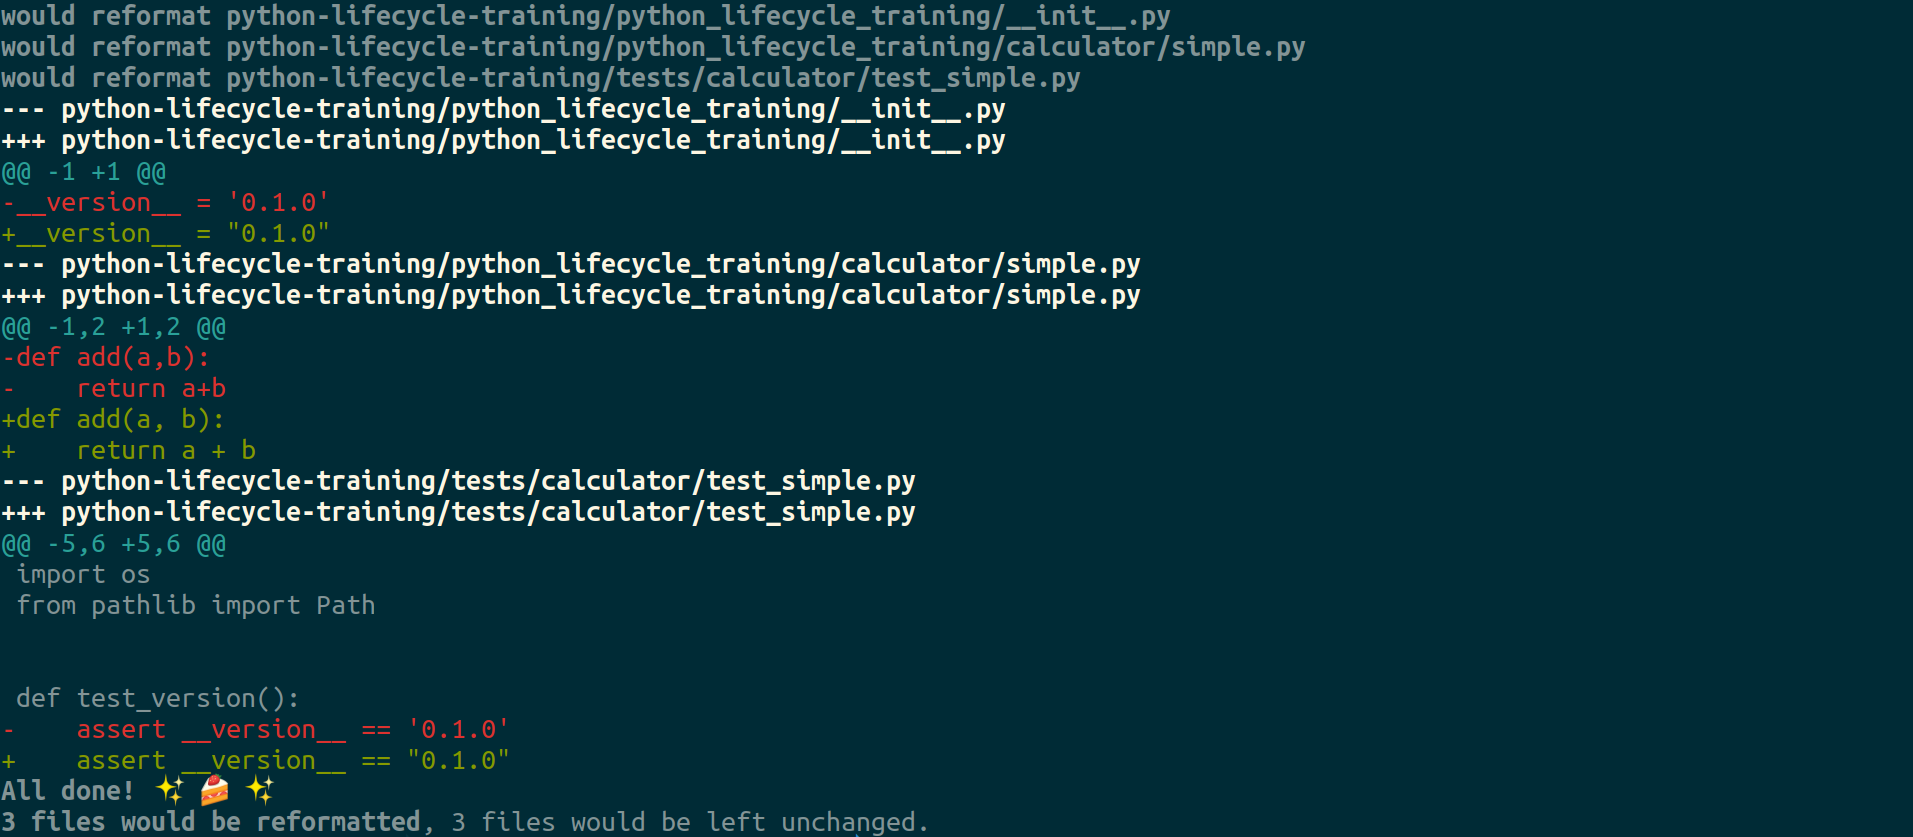 would reformat python-lifecycle-training/python_lifecycle_training/__init__.py
would reformat python-lifecycle-training/python_lifecycle_training/calculator/simple.py
would reformat python-lifecycle-training/tests/calculator/test_simple.py
--- python-lifecycle-training/python_lifecycle_training/__init__.py
+++ python-lifecycle-training/python_lifecycle_training/__init__.py
@@ -1 +1 @@
-__version__ = '0.1.0'
+__version__ = "0.1.0"
--- python-lifecycle-training/python_lifecycle_training/calculator/simple.py
+++ python-lifecycle-training/python_lifecycle_training/calculator/simple.py
@@ -1,2 +1,2 @@
-def add(a,b):
-    return a+b
+def add(a, b):
+    return a + b
--- python-lifecycle-training/tests/calculator/test_simple.py
+++ python-lifecycle-training/tests/calculator/test_simple.py
@@ -5,6 +5,6 @@
 import os
 from pathlib import Path
 def test_version():
-    assert __version__ == '0.1.0'
+    assert __version__ == "0.1.0"
All done! ✨ 🍰 ✨
3 files would be reformatted, 3 files would be left unchanged.